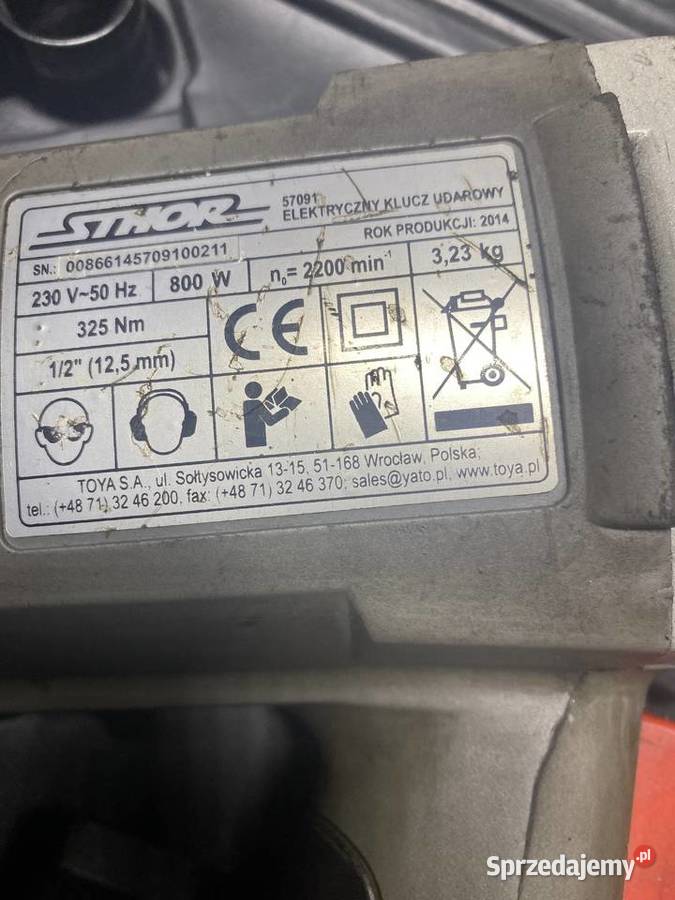 STHOR
57091
ELEKTRYCZNY KLUCZ UDAROWY
SN.: 00866145709100211
ROK PRODUKCJI: 2014
230 V~50 Hz
800 W
n₀= 2200 min⁻¹
3,23 kg
325 Nm
1/2" (12,5 mm)
CE
TOYA S.A., ul. Sołtysowicka 13-15, 51-168 Wrocław, Polska;
tel.: (+48 71) 32 46 200, fax: (+48 71) 32 46 370; sales@yato.pl, www.toya.pl
Sprzedajemy.pl